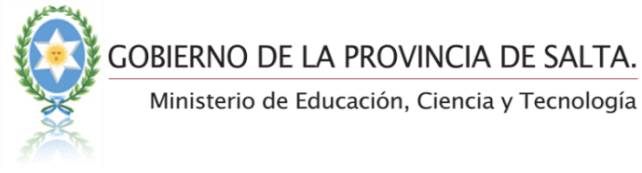 GOBIERNO DE LA PROVINCIA DE SALTA.
Ministerio de Educación, Ciencia y Tecnología